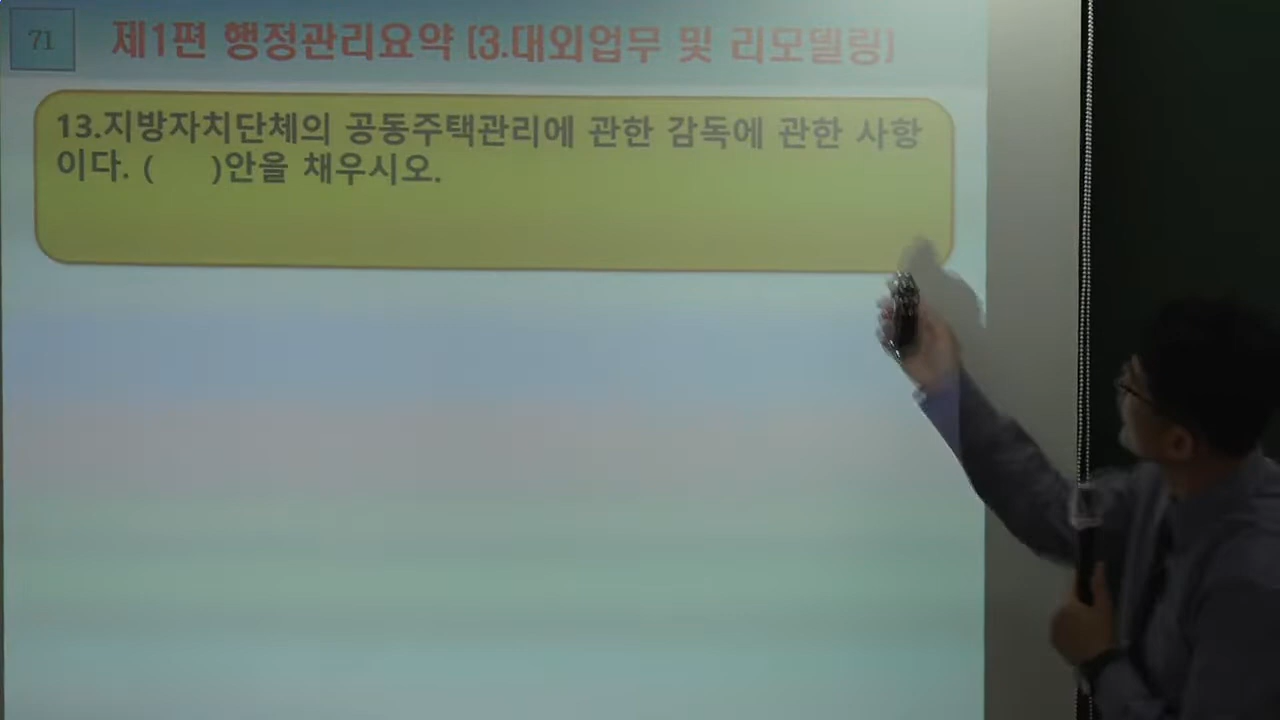 71
제1편 행정관리요약 (3.대외업무 및 리모델링)
13.지방자치단체의 공동주택관리에 관한 감독에 관한 사항
이다. (     )안을 채우시오.